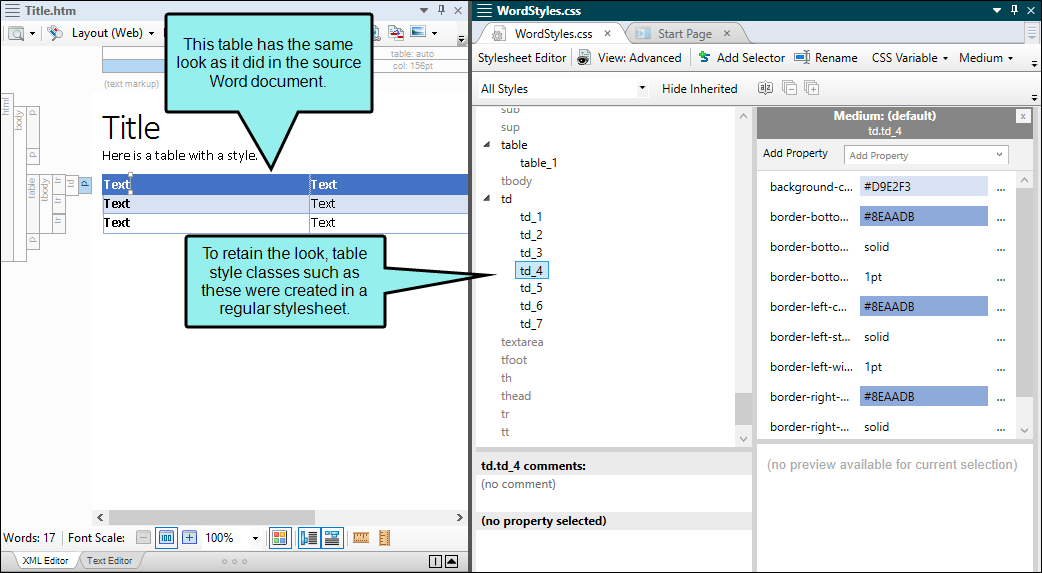 Title.htm
Layout (Web)
table: auto
col: 156pt
(text markup)
This table has the same
look as it did in the source
Word document.
html
body
p
p
Title
Here is a table with a style.
table
tbody
tr
td
p
tr
tr
p
Text Text
Text Text
Text Text
To retain the look, table
style classes such as
these were created in a
regular stylesheet.
Words: 17 Font Scale: 100 100%
XML Editor Text Editor
WordStyles.css
WordStyles.css Start Page
Stylesheet Editor View: Advanced Add Selector Rename CSS Variable Medium
All Styles Hide Inherited
sub
sup
table
table_1
tbody
td
td_1
td_2
td_3
td_4
td_5
td_6
td_7
textarea
tfoot
th
thead
tr
tt
td.td_4 comments:
(no comment)
(no property selected)
Medium: (default)
td.td_4
Add Property Add Property
background-c... #D9E2F3 ...
border-botto... #8EAADB ...
border-botto... solid ...
border-botto... 1pt ...
border-left-c... #8EAADB ...
border-left-st... solid ...
border-left-wi... 1pt ...
border-right-... #8EAADB ...
border-right-... solid ...
(no preview available for current selection)